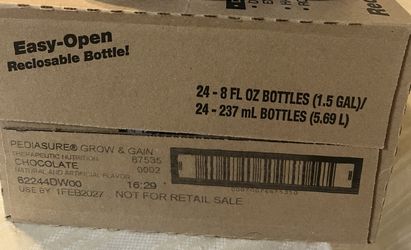 Easy-Open
Reclosable Bottle!
24 - 8 FL OZ BOTTLES (1.5 GAL)/
24 - 237 mL BOTTLES (5.69 L)
PEDIASURE® GROW & GAIN
THERAPEUTIC NUTRITION 67535
CHOCOLATE 0002
NATURAL AND ARTIFICIAL FLAVOR
62244DW00 16:29
USE BY 1FEB2027 NOT FOR RETAIL SALE